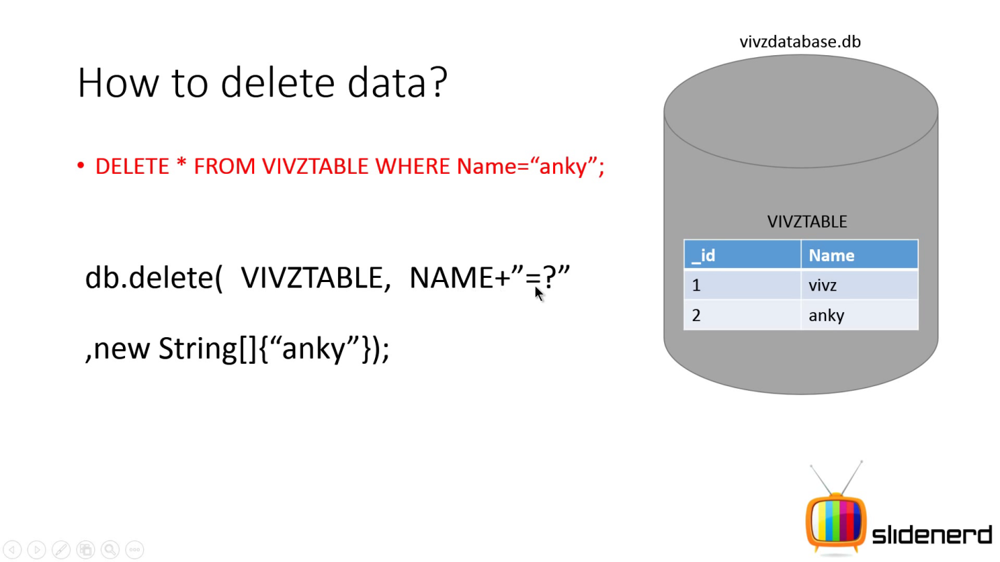 vivzdatabase.db
How to delete data?
• DELETE * FROM VIVZTABLE WHERE Name=“anky”;
db.delete( VIVZTABLE, NAME+”=?”
,new String[]{“anky”});
VIVZTABLE
_id Name
1 vivz
2 anky
slidenerd